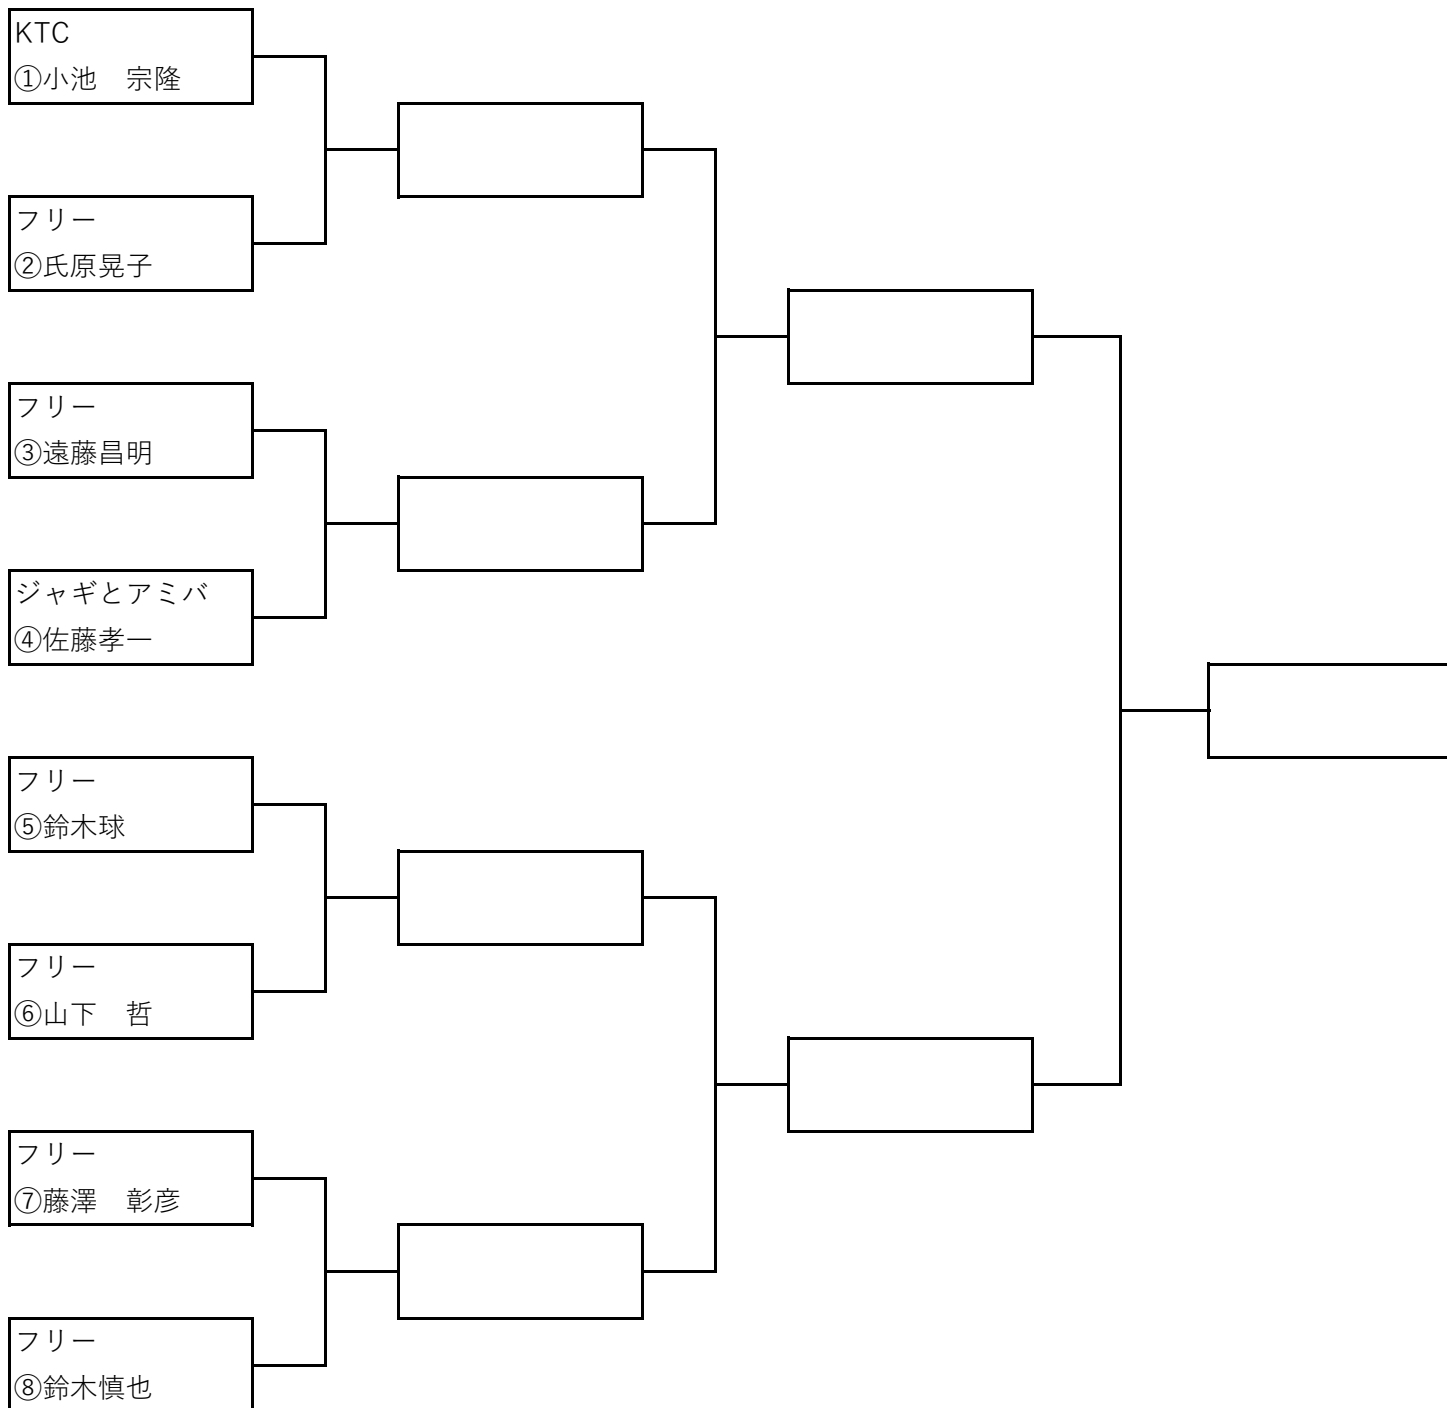 KTC
①小池　宗隆
フリー
②氏原晃子
フリー
③遠藤昌明
ジャギとアミバ
④佐藤孝一
フリー
⑤鈴木球
フリー
⑥山下　哲
フリー
⑦藤澤　彰彦
フリー
⑧鈴木慎也